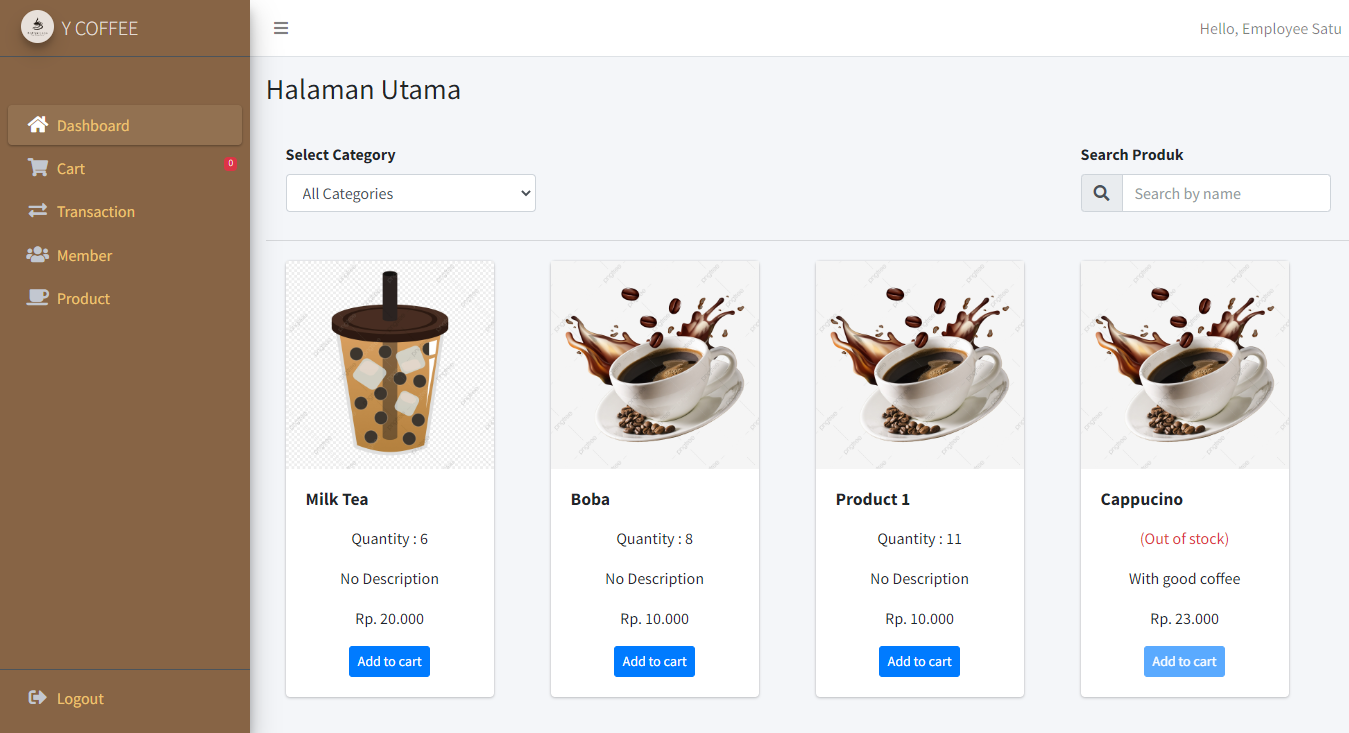 Y COFFEE
Hello, Employee Satu
Dashboard
Cart
0
Transaction
Member
Product
Logout
Halaman Utama
Select Category
All Categories
Search Produk
Search by name
Milk Tea
Quantity : 6
No Description
Rp. 20.000
Add to cart
Boba
Quantity : 8
No Description
Rp. 10.000
Add to cart
Product 1
Quantity : 11
No Description
Rp. 10.000
Add to cart
Cappucino
(Out of stock)
With good coffee
Rp. 23.000
Add to cart